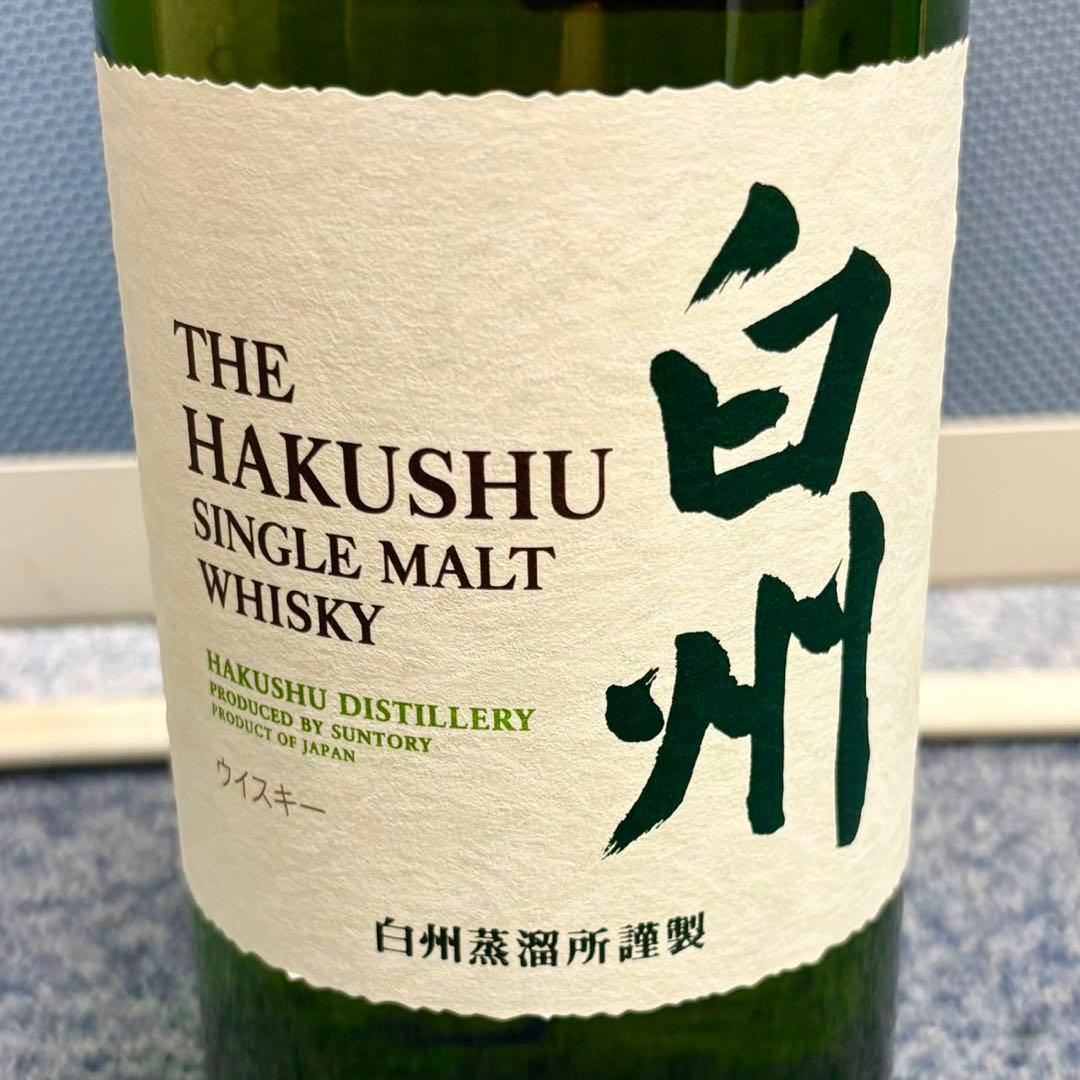 THE
HAKUSHU
SINGLE MALT
WHISKY
HAKUSHU DISTILLERY
PRODUCED BY SUNTORY
PRODUCT OF JAPAN
ウイスキー
白州
白州蒸溜所謹製